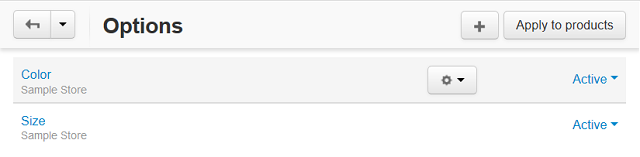 Options
Apply to products
Color
Sample Store
Active
Size
Sample Store
Active